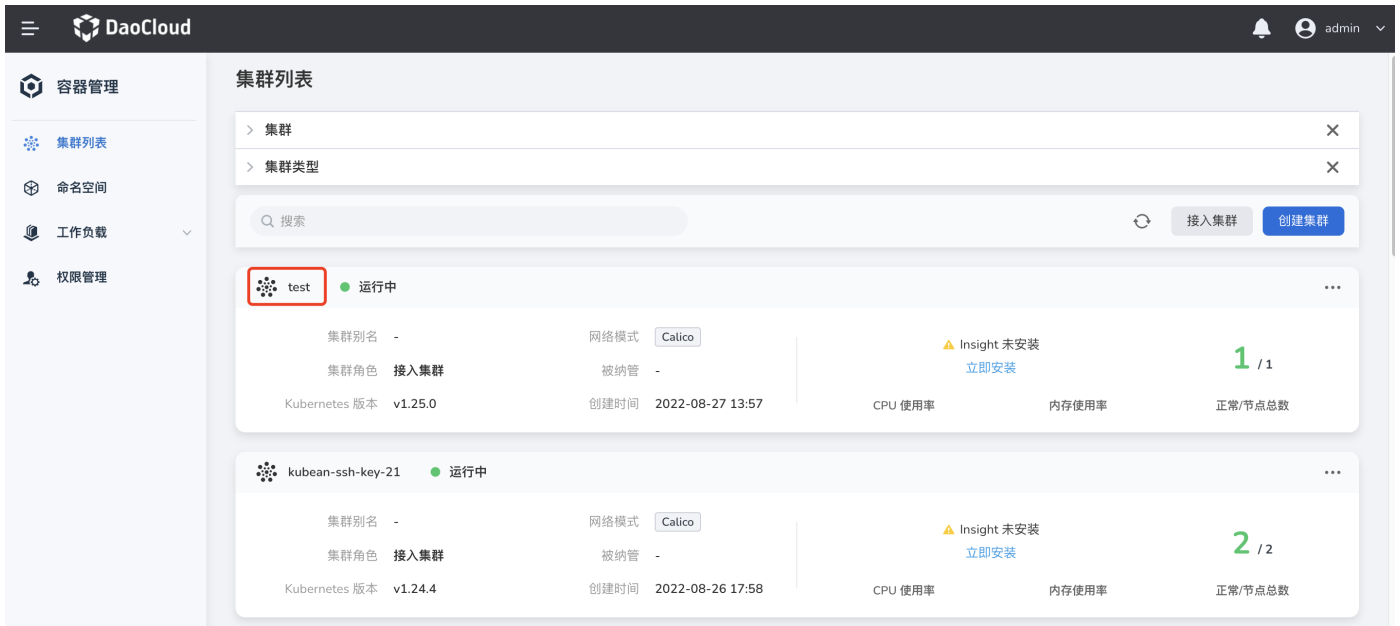 DaoCloud
admin
容器管理
集群列表
命名空间
工作负载
权限管理
集群列表
集群
集群类型
搜索
接入集群
创建集群
test
运行中
集群别名 -
网络模式 Calico
Insight 未安装
立即安装
1 / 1
集群角色 接入集群
被纳管 -
Kubernetes 版本 v1.25.0
创建时间 2022-08-27 13:57
CPU 使用率
内存使用率
正常/节点总数
kubean-ssh-key-21
运行中
集群别名 -
网络模式 Calico
Insight 未安装
立即安装
2 / 2
集群角色 接入集群
被纳管 -
Kubernetes 版本 v1.24.4
创建时间 2022-08-26 17:58
CPU 使用率
内存使用率
正常/节点总数